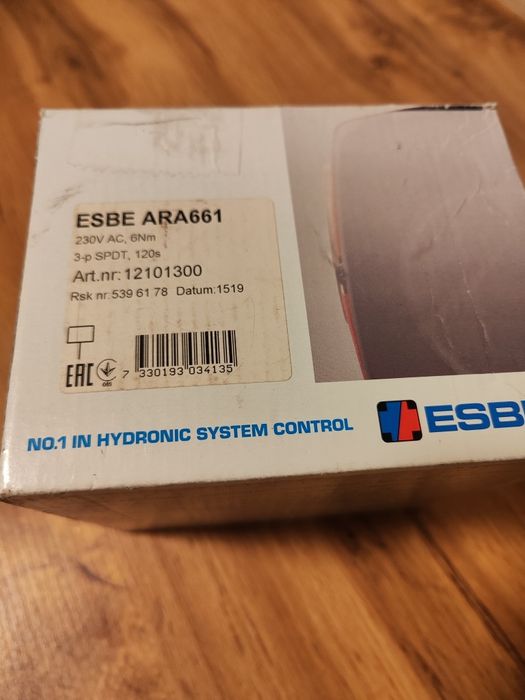 ESBE ARA661
230V AC, 6Nm
3-p SPDT, 120s
Art.nr:12101300
Rsk nr:539 61 78 Datum:1519
EAC
7 330193 034135
NO.1 IN HYDRONIC SYSTEM CONTROL
ESBE